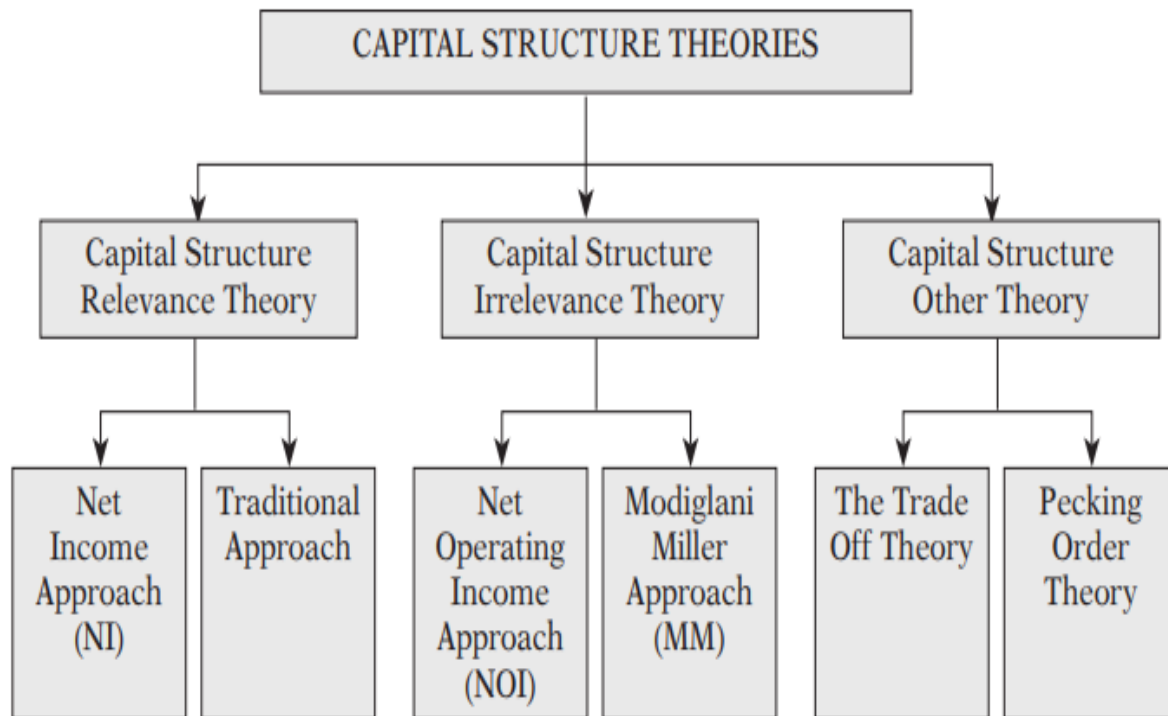 CAPITAL STRUCTURE THEORIES
Capital Structure
Relevance Theory
Capital Structure
Irrelevance Theory
Capital Structure
Other Theory
Net
Income
Approach
(NI)
Traditional
Approach
Net
Operating
Income
Approach
(NOI)
Modiglani
Miller
Approach
(MM)
The Trade
Off Theory
Pecking
Order
Theory